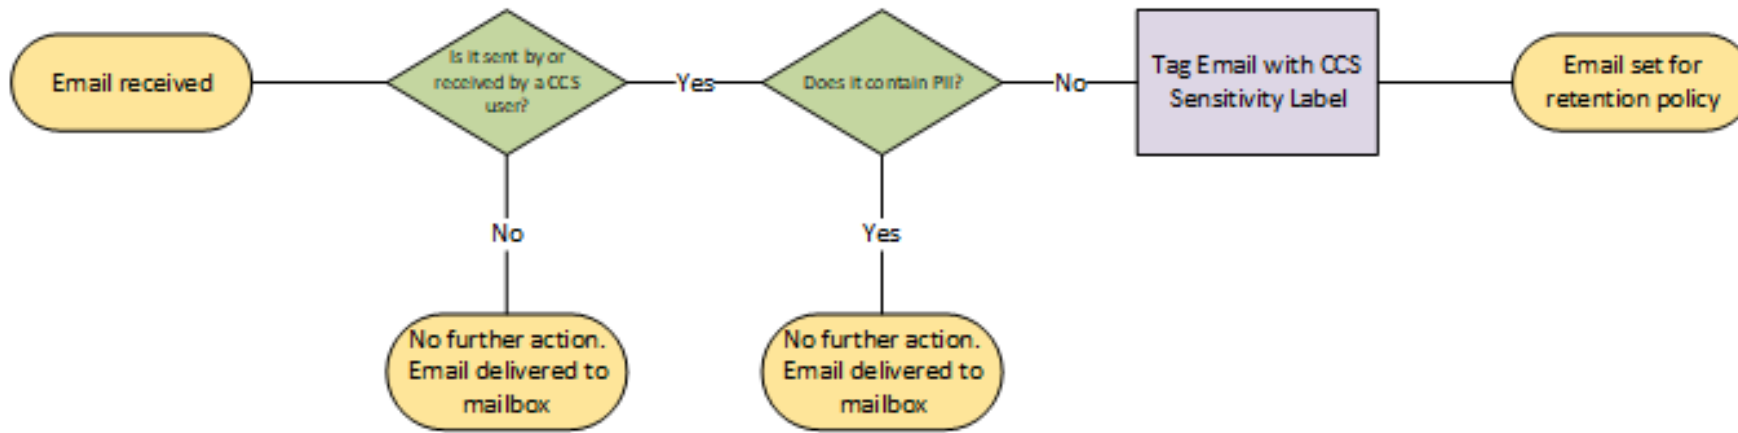 Email received
Is it sent by or
received by a CCS
user?
Yes
Does it contain PII?
No
Tag Email with CCS
Sensitivity Label
Email set for
retention policy
No
Yes
No further action.
Email delivered to
mailbox
No further action.
Email delivered to
mailbox